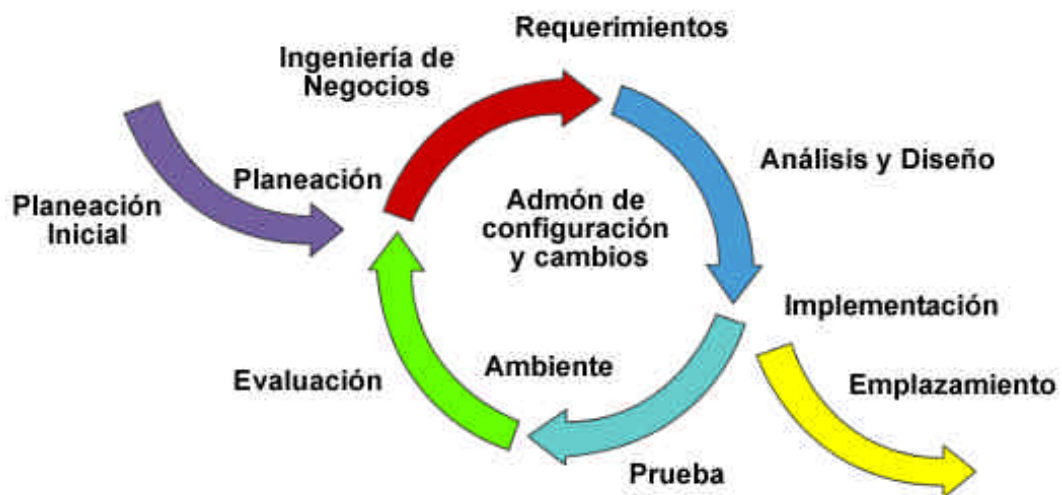 Requerimientos
Ingeniería de
Negocios
Análisis y Diseño
Planeación
Planeación
Inicial
Admón de
configuración
y cambios
Implementación
Evaluación
Ambiente
Emplazamiento
Prueba